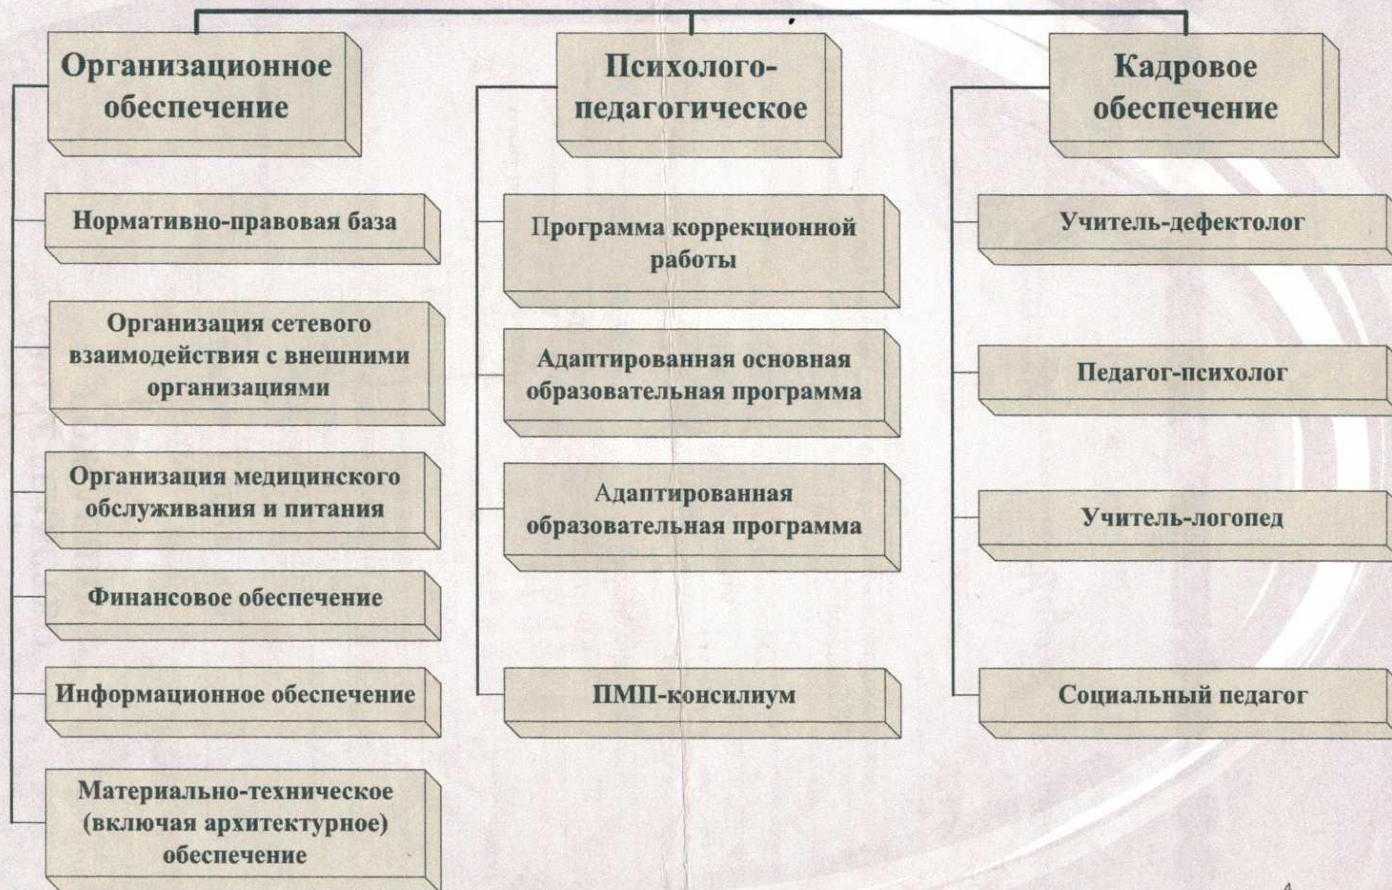 Организационное
обеспечение
Нормативно-правовая база
Организация сетевого
взаимодействия с внешними
организациями
Организация медицинского
обслуживания и питания
Финансовое обеспечение
Информационное обеспечение
Материально-техническое
(включая архитектурное)
обеспечение
Психолого-
педагогическое
Программа коррекционной
работы
Адаптированная основная
образовательная программа
Адаптированная
образовательная программа
ПМП-консилиум
Кадровое
обеспечение
Учитель-дефектолог
Педагог-психолог
Учитель-логопед
Социальный педагог
4